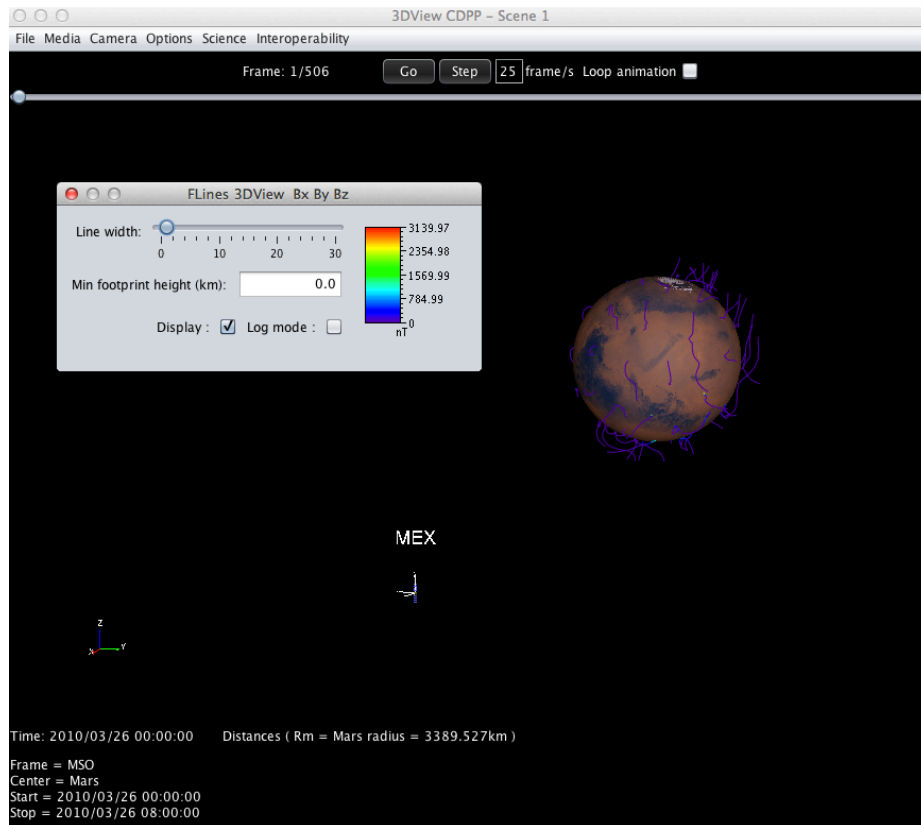 3DView CDPP – Scene 1
File Media Camera Options Science Interoperability
Frame: 1/506 Go Step 25 frame/s Loop animation
FLines 3DView Bx By Bz
Line width:
0 10 20 30
Min footprint height (km): 0.0
Display : Log mode :
3139.97
2354.98
1569.99
784.99
0
nT
MEX
Z
X Y
Time: 2010/03/26 00:00:00 Distances ( Rm = Mars radius = 3389.527km )
Frame = MSO
Center = Mars
Start = 2010/03/26 00:00:00
Stop = 2010/03/26 08:00:00